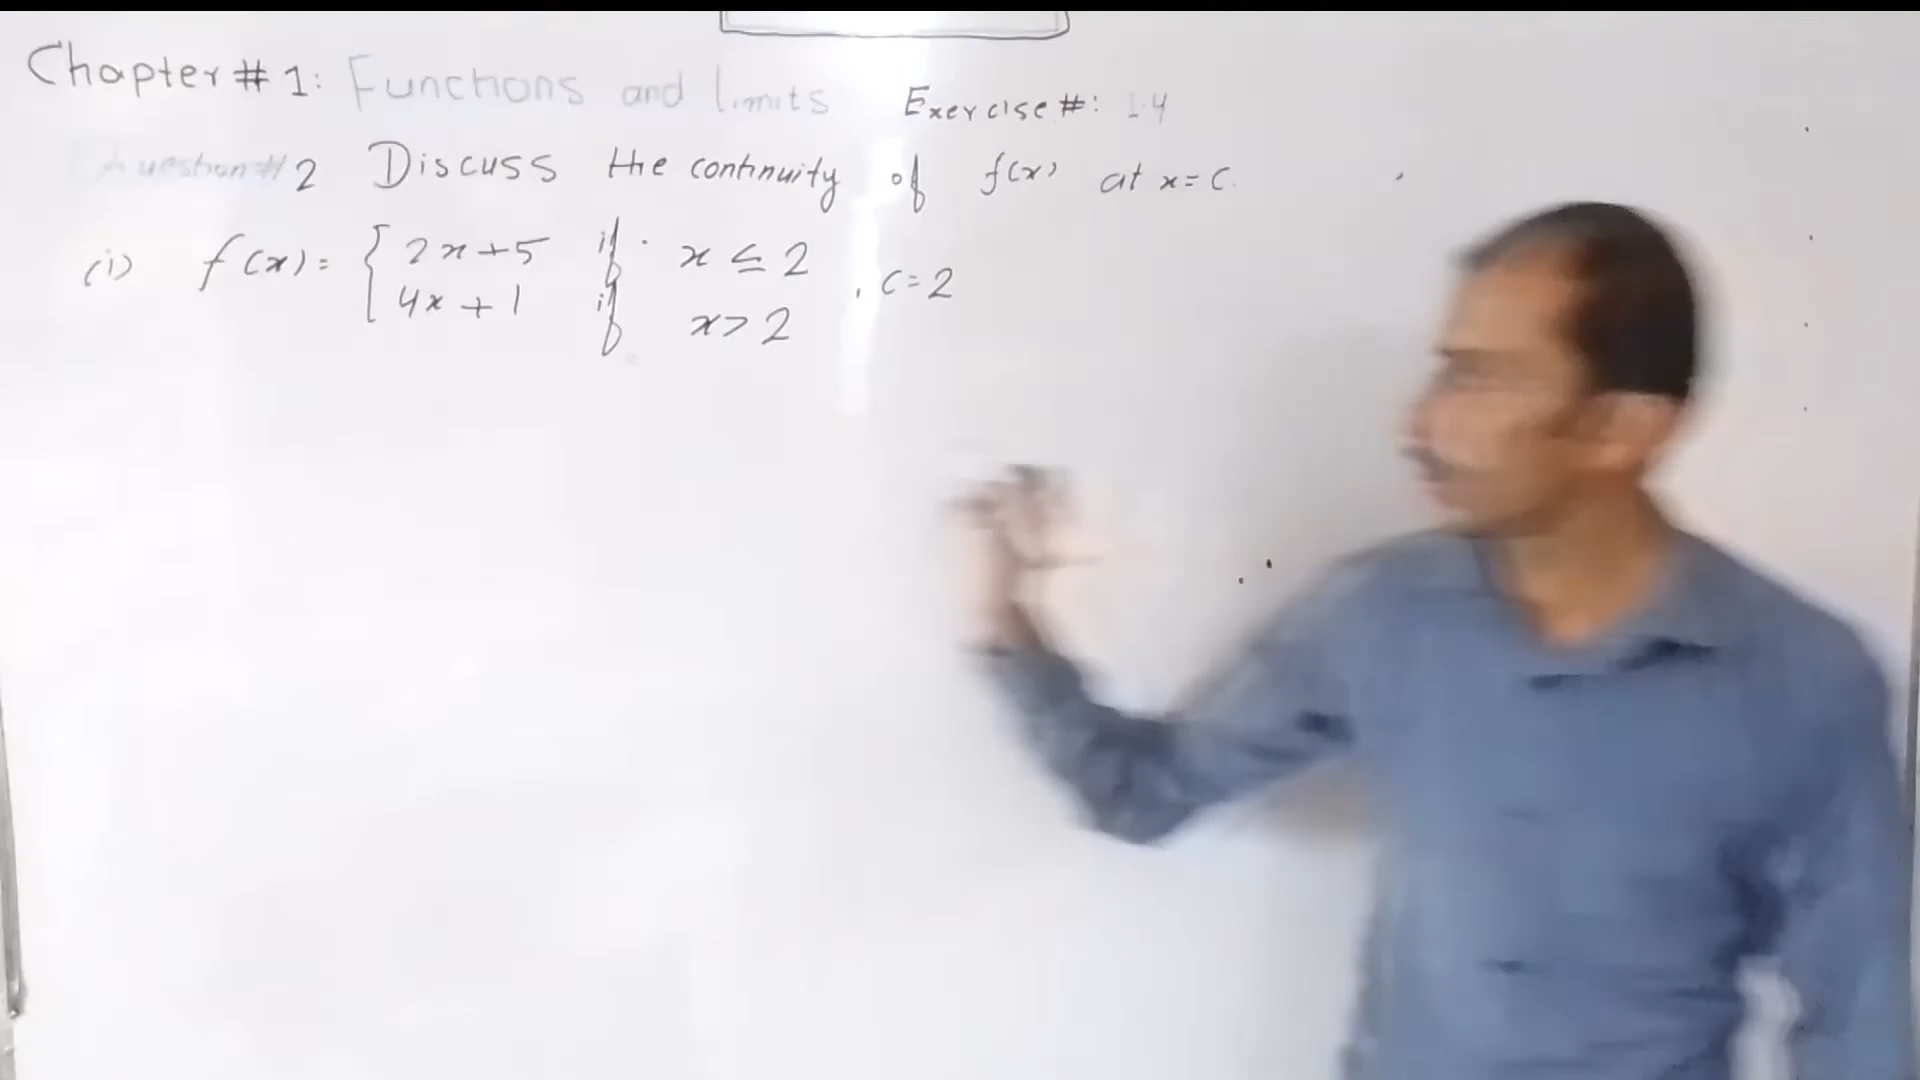 Chapter # 1: Functions and limits Exercise #: 1.4
Question # 2 Discuss the continuity of f(x) at x = c.
(i) f(x) = { 2x + 5 if x ≤ 2
4x + 1 if x > 2 , c = 2